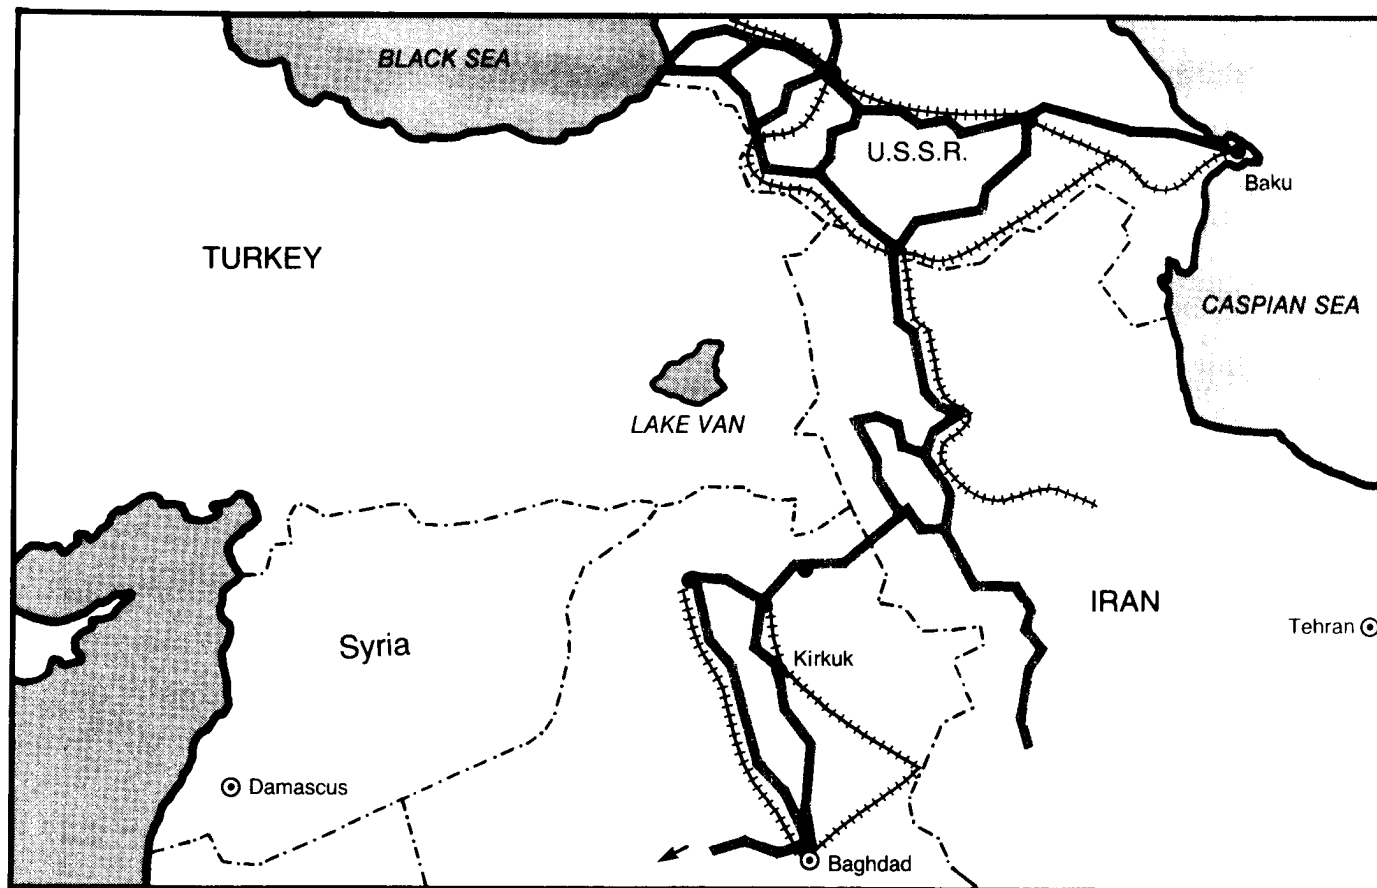 BLACK SEA
U.S.S.R.
Baku
TURKEY
CASPIAN SEA
LAKE VAN
IRAN
Tehran
Syria
Kirkuk
Damascus
Baghdad